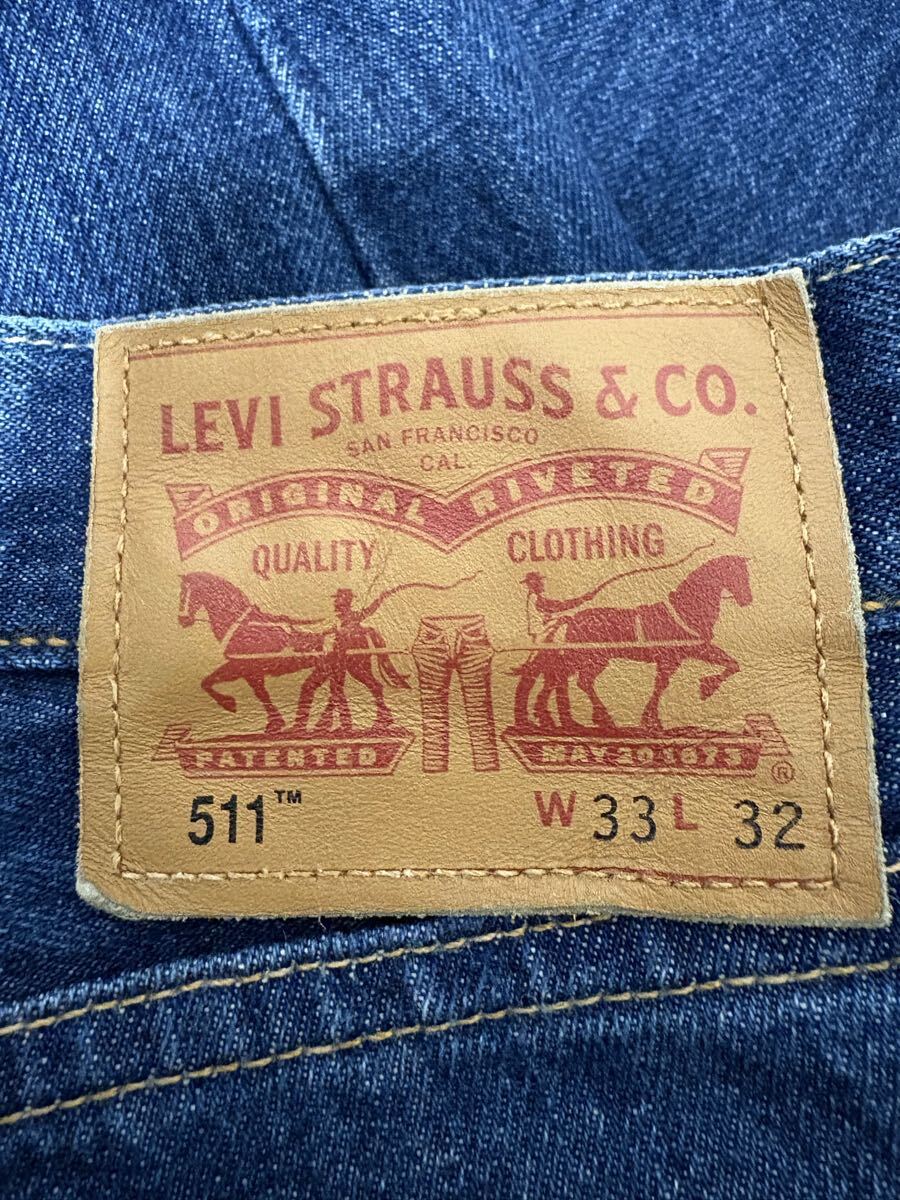 LEVI STRAUSS & CO.
SAN FRANCISCO
CAL.
ORIGINAL RIVETED
QUALITY CLOTHING
PATENTED MAY 20 1873
®
511™ W 33 L 32